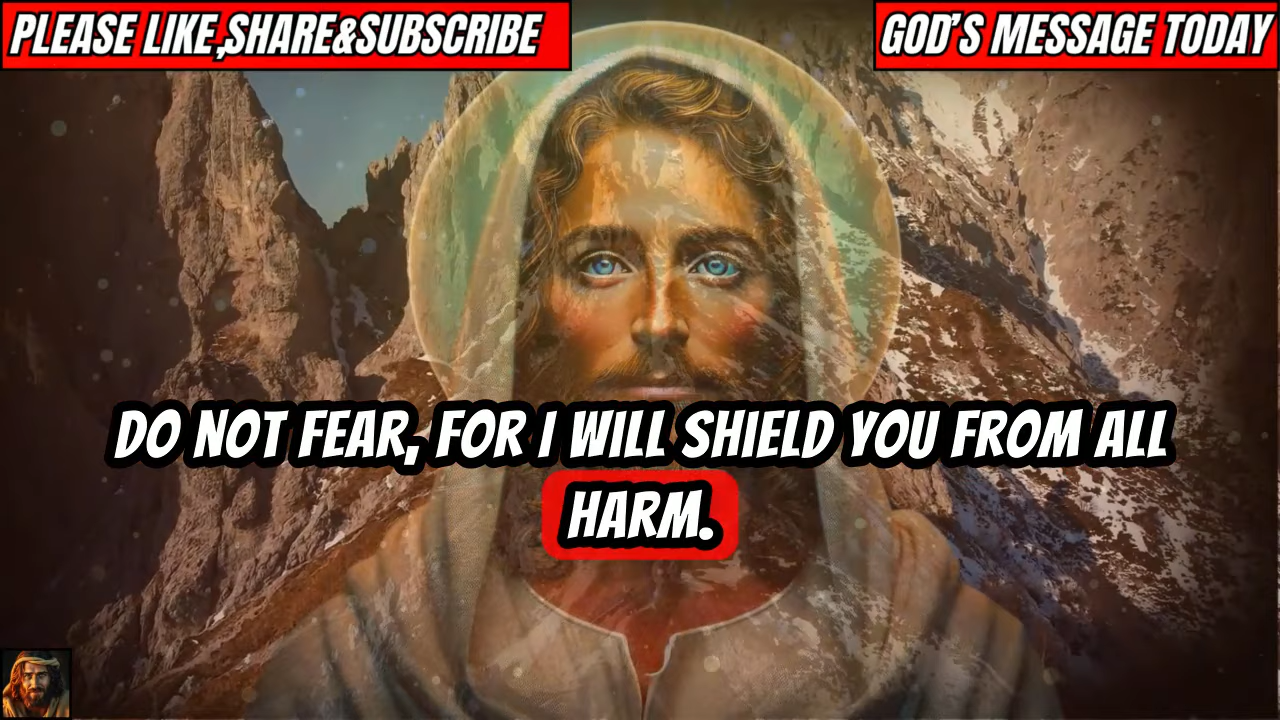 PLEASE LIKE,SHARE&SUBSCRIBE
GOD'S MESSAGE TODAY
DO NOT FEAR, FOR I WILL SHIELD YOU FROM ALL
HARM.